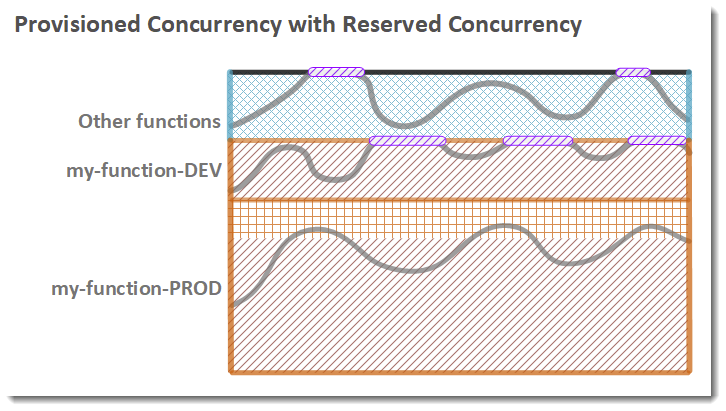 Provisioned Concurrency with Reserved Concurrency
Other functions
my-function-DEV
my-function-PROD